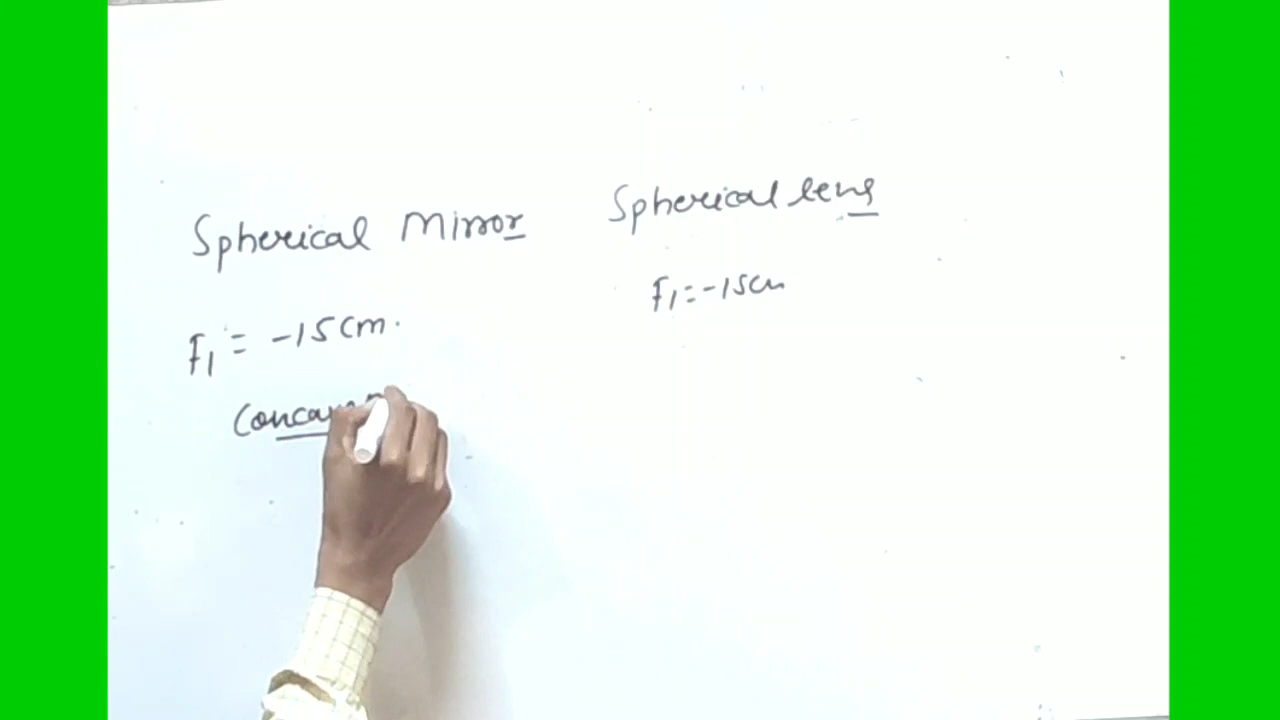 Spherical Mirror
F1 = -15cm.
Spherical lens
F1 = -15cm